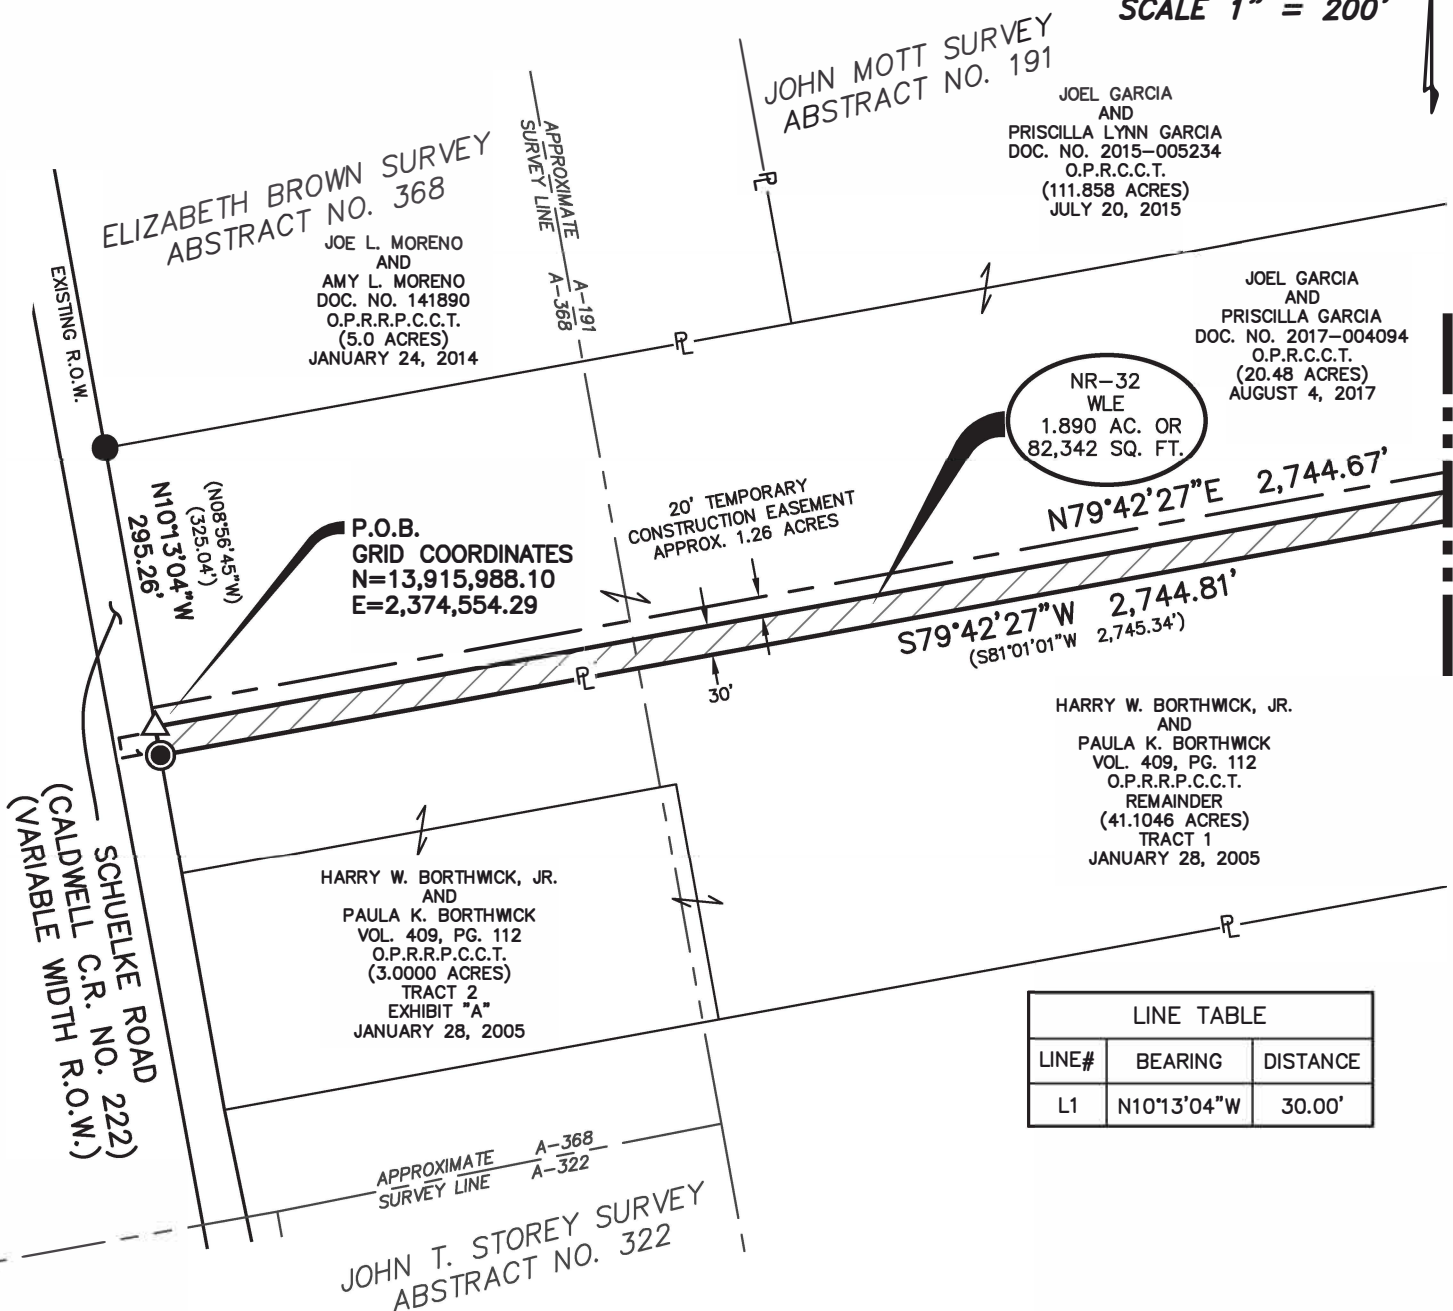 SCALE 1" = 200'
JOHN MOTT SURVEY
ABSTRACT NO. 191
JOEL GARCIA
AND
PRISCILLA LYNN GARCIA
DOC. NO. 2015-005234
O.P.R.C.C.T.
(111.858 ACRES)
JULY 20, 2015
ELIZABETH BROWN SURVEY
ABSTRACT NO. 368
APPROXIMATE
SURVEY LINE
A-191
A-368
JOE L. MORENO
AND
AMY L. MORENO
DOC. NO. 141890
O.P.R.R.P.C.C.T.
(5.0 ACRES)
JANUARY 24, 2014
EXISTING R.O.W.
JOEL GARCIA
AND
PRISCILLA GARCIA
DOC. NO. 2017-004094
O.P.R.C.C.T.
(20.48 ACRES)
AUGUST 4, 2017
PL
PL
NR-32
WLE
1.890 AC. OR
82,342 SQ. FT.
(N08°56'45"W)
(325.04')
N10°13'04"W
295.26'
P.O.B.
GRID COORDINATES
N=13,915,988.10
E=2,374,554.29
20' TEMPORARY
CONSTRUCTION EASEMENT
APPROX. 1.26 ACRES
N79°42'27"E 2,744.67'
S79°42'27"W 2,744.81'
(S81°01'01"W 2,745.34')
PL
30'
L1
HARRY W. BORTHWICK, JR.
AND
PAULA K. BORTHWICK
VOL. 409, PG. 112
O.P.R.R.P.C.C.T.
REMAINDER
(41.1046 ACRES)
TRACT 1
JANUARY 28, 2005
SCHUELKE ROAD
(CALDWELL C.R. NO. 222)
(VARIABLE WIDTH R.O.W.)
HARRY W. BORTHWICK, JR.
AND
PAULA K. BORTHWICK
VOL. 409, PG. 112
O.P.R.R.P.C.C.T.
(3.0000 ACRES)
TRACT 2
EXHIBIT "A"
JANUARY 28, 2005
PL
LINE TABLE
LINE# BEARING DISTANCE
L1 N10°13'04"W 30.00'
APPROXIMATE
SURVEY LINE
A-368
A-322
JOHN T. STOREY SURVEY
ABSTRACT NO. 322